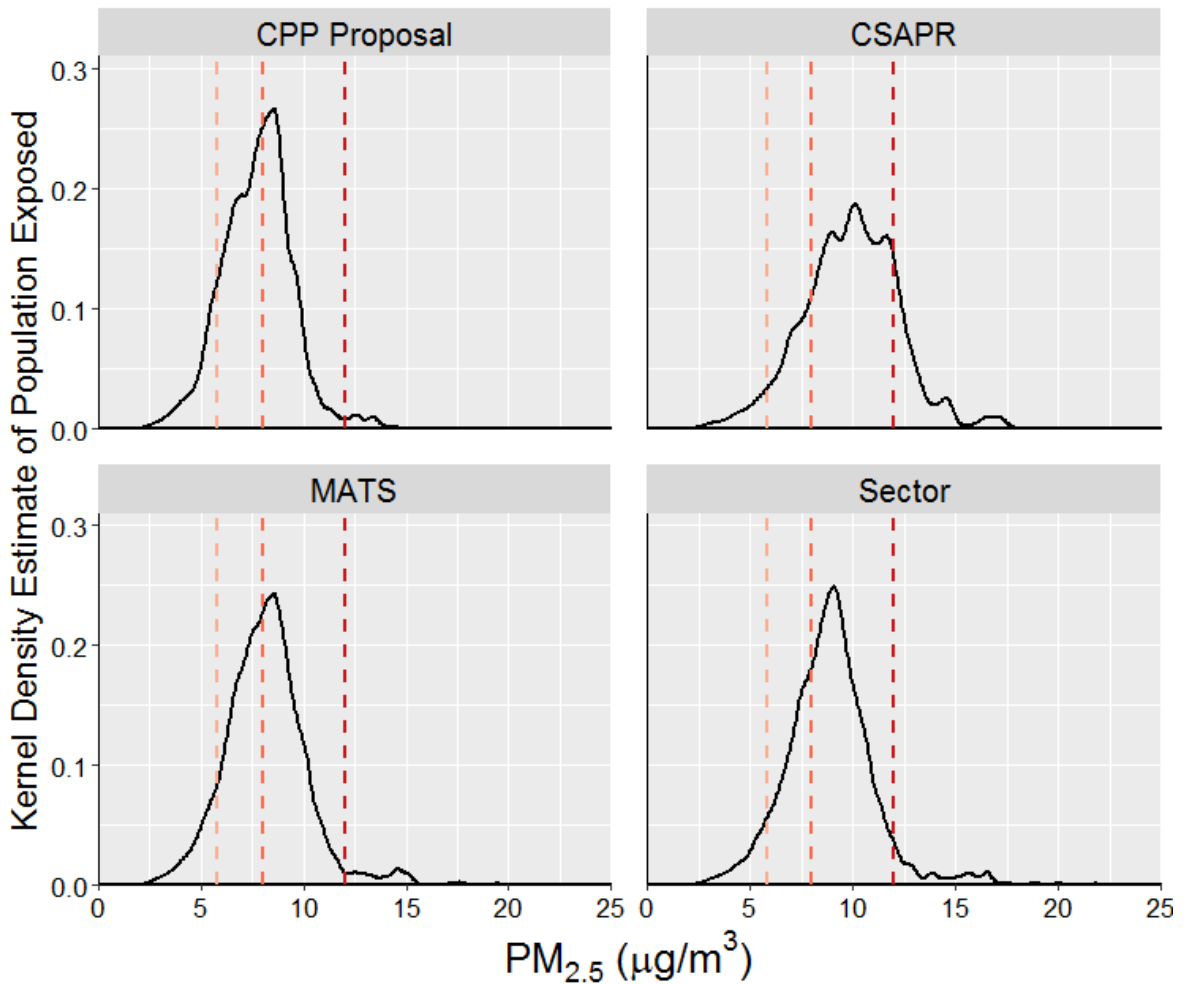 CPP Proposal
CSAPR
0.3
0.2
0.1
0.0
MATS
Sector
0.3
0.2
0.1
0.0
0 5 10 15 20 25
0 5 10 15 20 25
Kernel Density Estimate of Population Exposed
PM2.5 (μg/m³)